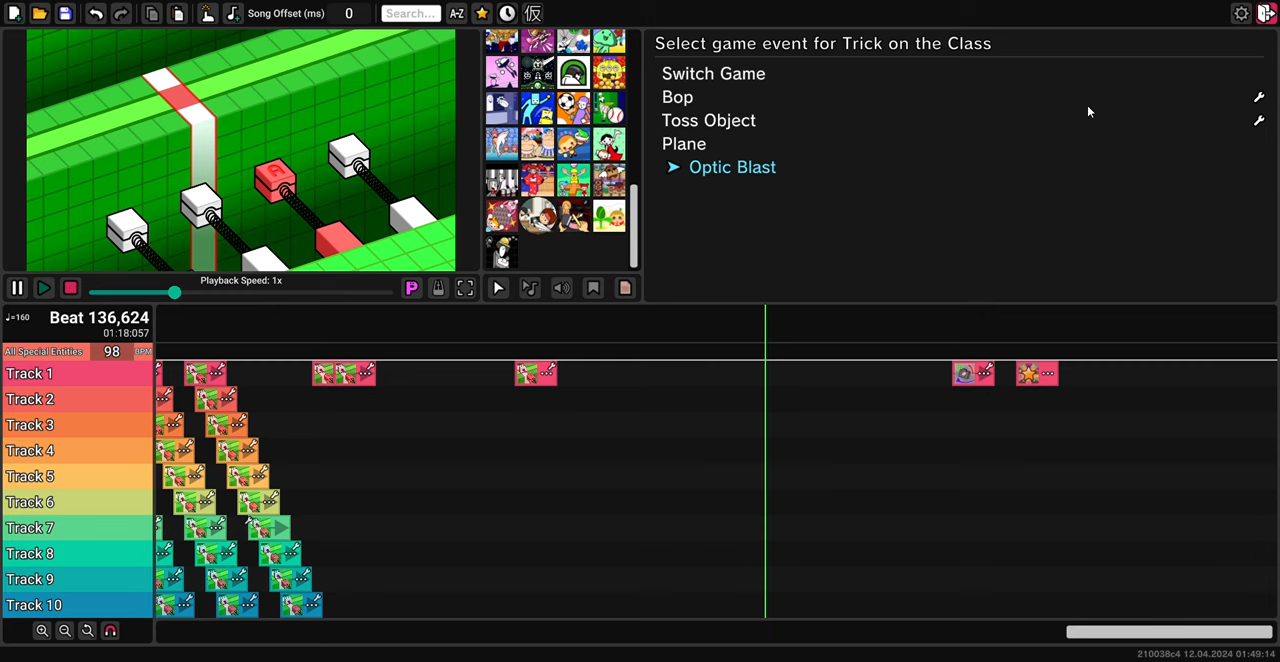 Song Offset (ms) 0 Search... A-Z 仮
Select game event for Trick on the Class
Switch Game
Bop
Toss Object
Plane
➤ Optic Blast
A
Playback Speed: 1x
P
♩=160 Beat 136,624
01:18:057
All Special Entities 98 BPM
Track 1
Track 2
Track 3
Track 4
Track 5
Track 6
Track 7
Track 8
Track 9
Track 10
210038c4 12.04.2024 01:49:14